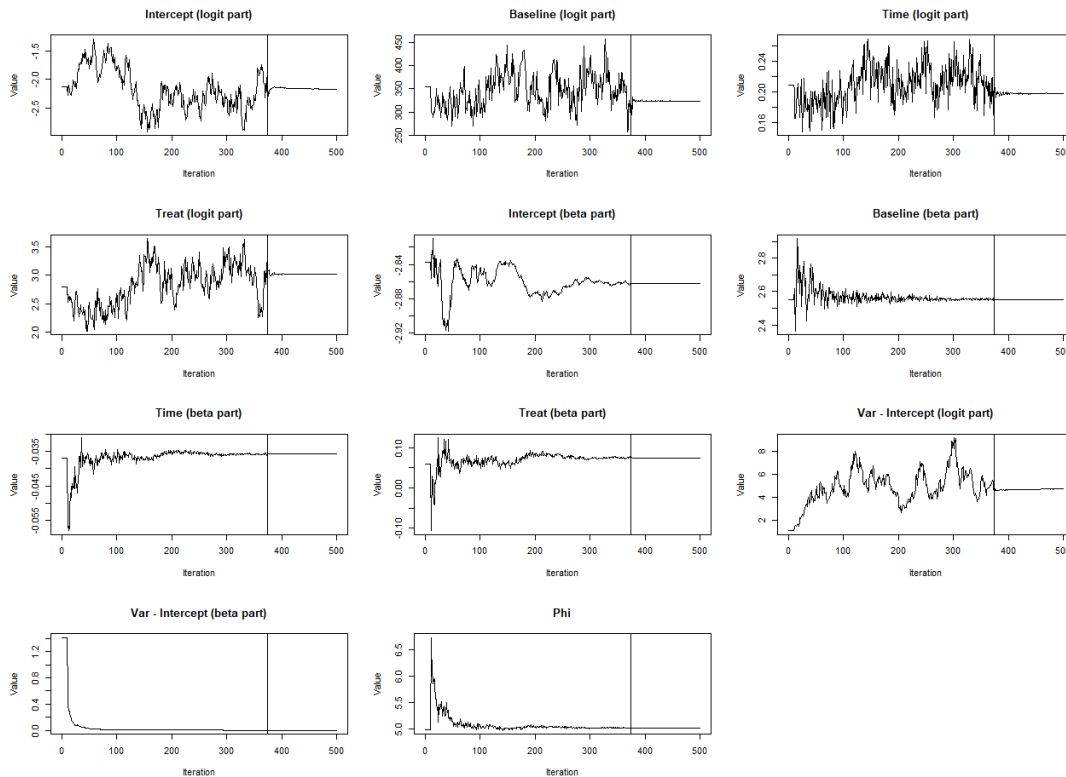 Intercept (logit part)
Value
-1.5
-2.0
-2.5
0 100 200 300 400 500
Iteration
Baseline (logit part)
Value
450
400
350
300
250
0 100 200 300 400 500
Iteration
Time (logit part)
Value
0.24
0.20
0.16
0 100 200 300 400 500
Iteration
Treat (logit part)
Value
3.5
3.0
2.5
2.0
0 100 200 300 400 500
Iteration
Intercept (beta part)
Value
-2.84
-2.88
-2.92
0 100 200 300 400 500
Iteration
Baseline (beta part)
Value
2.8
2.6
2.4
0 100 200 300 400 500
Iteration
Time (beta part)
Value
-0.035
-0.045
-0.055
0 100 200 300 400 500
Iteration
Treat (beta part)
Value
0.10
0.00
-0.10
0 100 200 300 400 500
Iteration
Var - Intercept (logit part)
Value
8
6
4
2
0 100 200 300 400 500
Iteration
Var - Intercept (beta part)
Value
1.2
0.8
0.4
0.0
0 100 200 300 400 500
Iteration
Phi
Value
6.5
6.0
5.5
5.0
0 100 200 300 400 500
Iteration